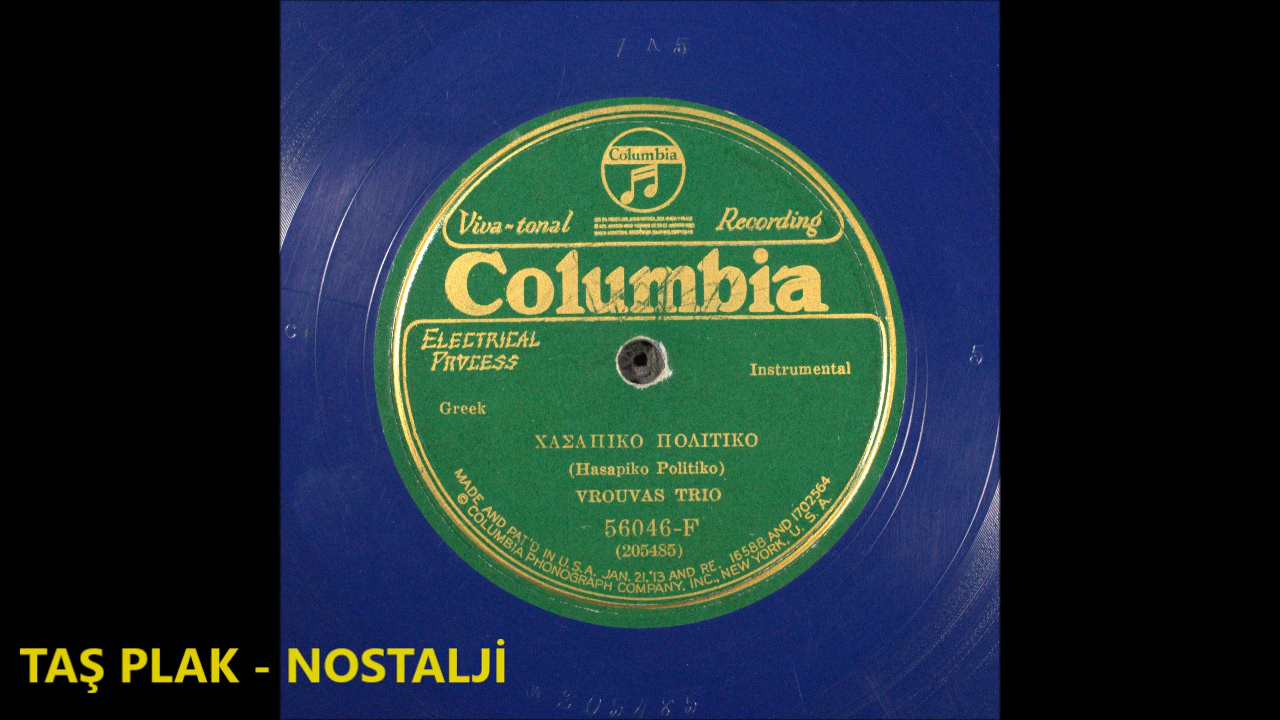 Columbia
Viva-tonal Recording
Columbia
ELECTRICAL
PROCESS
Instrumental
Greek
ΧΑΣΑΠΙΚΟ ΠΟΛΙΤΙΚΟ
(Hasapiko Politiko)
VROUVAS TRIO
56046-F
(205485)
MADE AND PAT'D IN U.S.A. JAN. 21,'13 AND RE. 16588 AND 1702564
© COLUMBIA PHONOGRAPH COMPANY, INC., NEW YORK, U. S. A.
TAŞ PLAK - NOSTALJİ